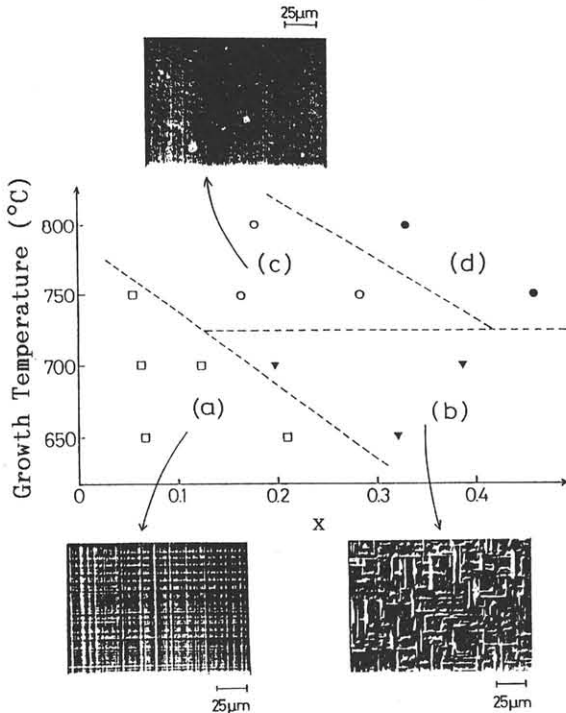 25μm
Growth Temperature (°C)
800
750
700
650
(c)
(d)
(a)
(b)
0
0.1
0.2
0.3
0.4
x
25μm
25μm